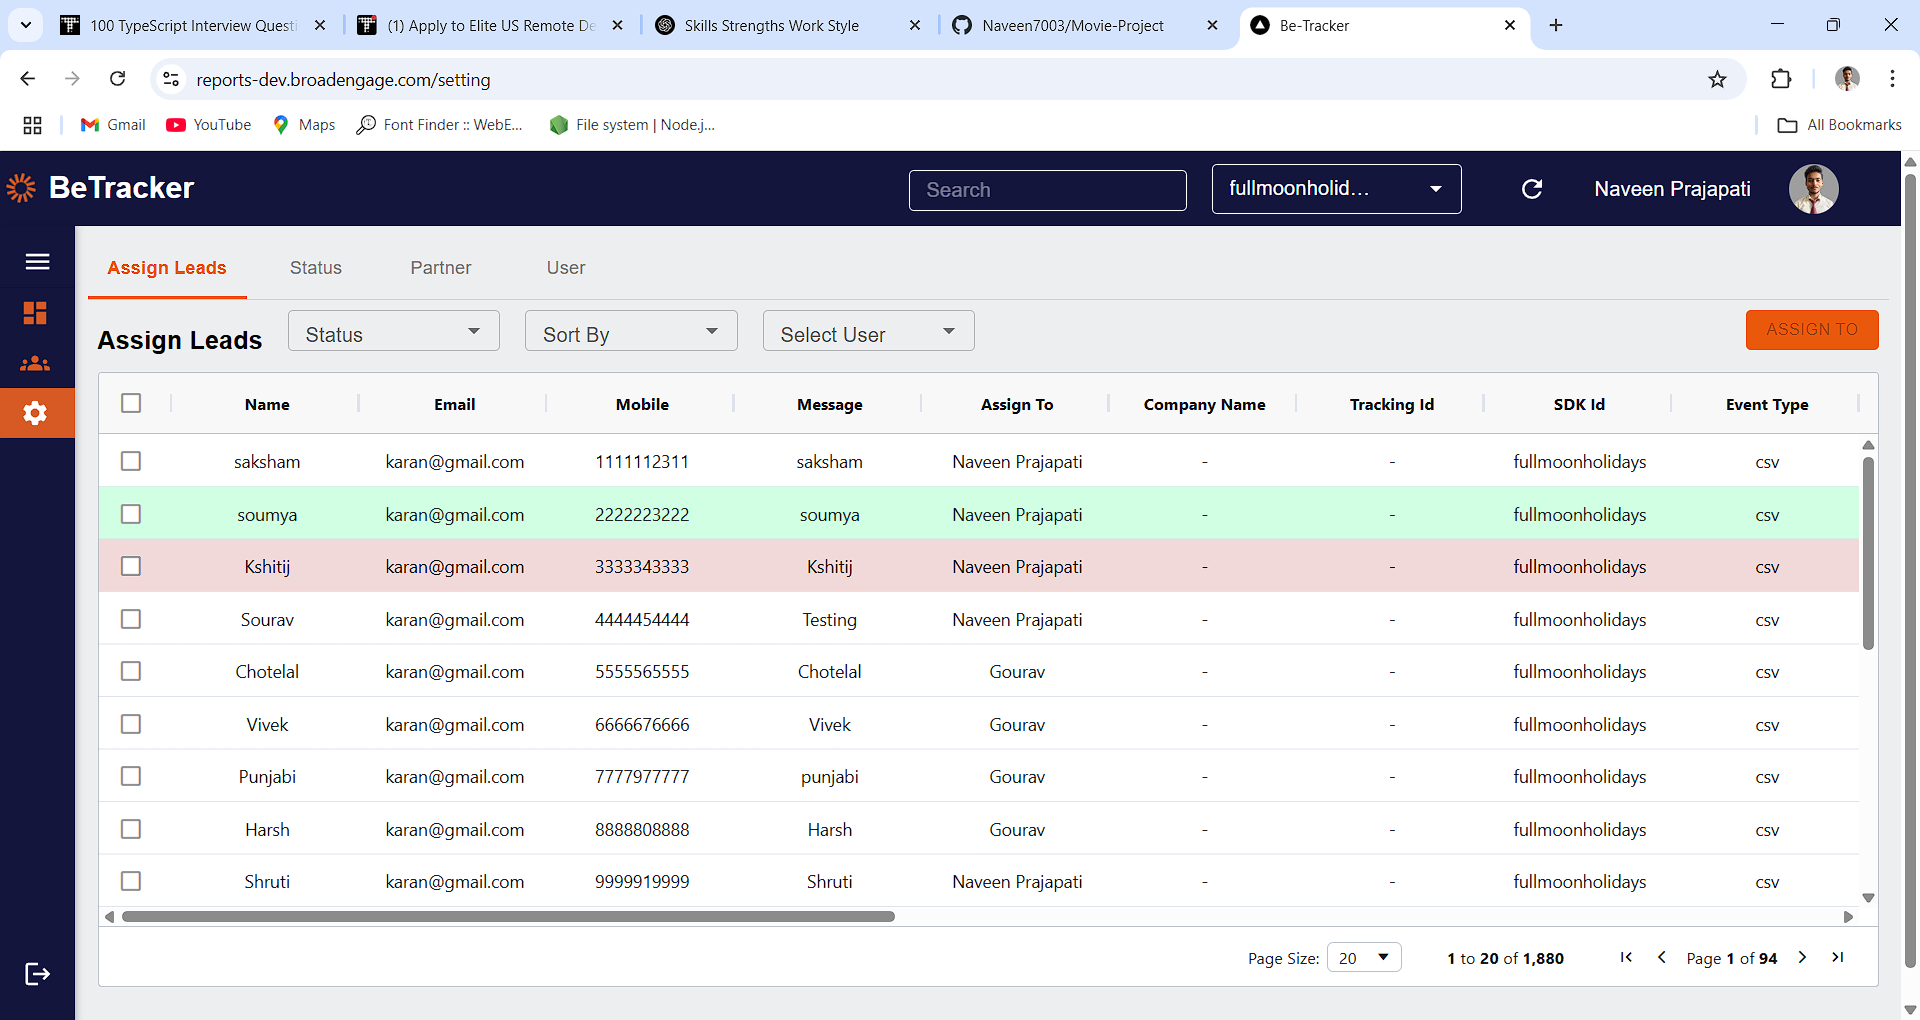 100 TypeScript Interview Questi
(1) Apply to Elite US Remote De
Skills Strengths Work Style
Naveen7003/Movie-Project
Be-Tracker
reports-dev.broadengage.com/setting
Gmail
YouTube
Maps
Font Finder :: WebE...
File system | Node.j...
All Bookmarks
BeTracker
Search
fullmoonholid...
Naveen Prajapati
Assign Leads
Status
Partner
User
Assign Leads
Status
Sort By
Select User
ASSIGN TO
Name Email Mobile Message Assign To Company Name Tracking Id SDK Id Event Type
saksham karan@gmail.com 1111112311 saksham Naveen Prajapati - - fullmoonholidays csv
soumya karan@gmail.com 2222223222 soumya Naveen Prajapati - - fullmoonholidays csv
Kshitij karan@gmail.com 3333343333 Kshitij Naveen Prajapati - - fullmoonholidays csv
Sourav karan@gmail.com 4444454444 Testing Naveen Prajapati - - fullmoonholidays csv
Chotelal karan@gmail.com 5555565555 Chotelal Gourav - - fullmoonholidays csv
Vivek karan@gmail.com 6666676666 Vivek Gourav - - fullmoonholidays csv
Punjabi karan@gmail.com 7777977777 punjabi Gourav - - fullmoonholidays csv
Harsh karan@gmail.com 8888808888 Harsh Gourav - - fullmoonholidays csv
Shruti karan@gmail.com 9999919999 Shruti Naveen Prajapati - - fullmoonholidays csv
Page Size: 20 1 to 20 of 1,880 Page 1 of 94